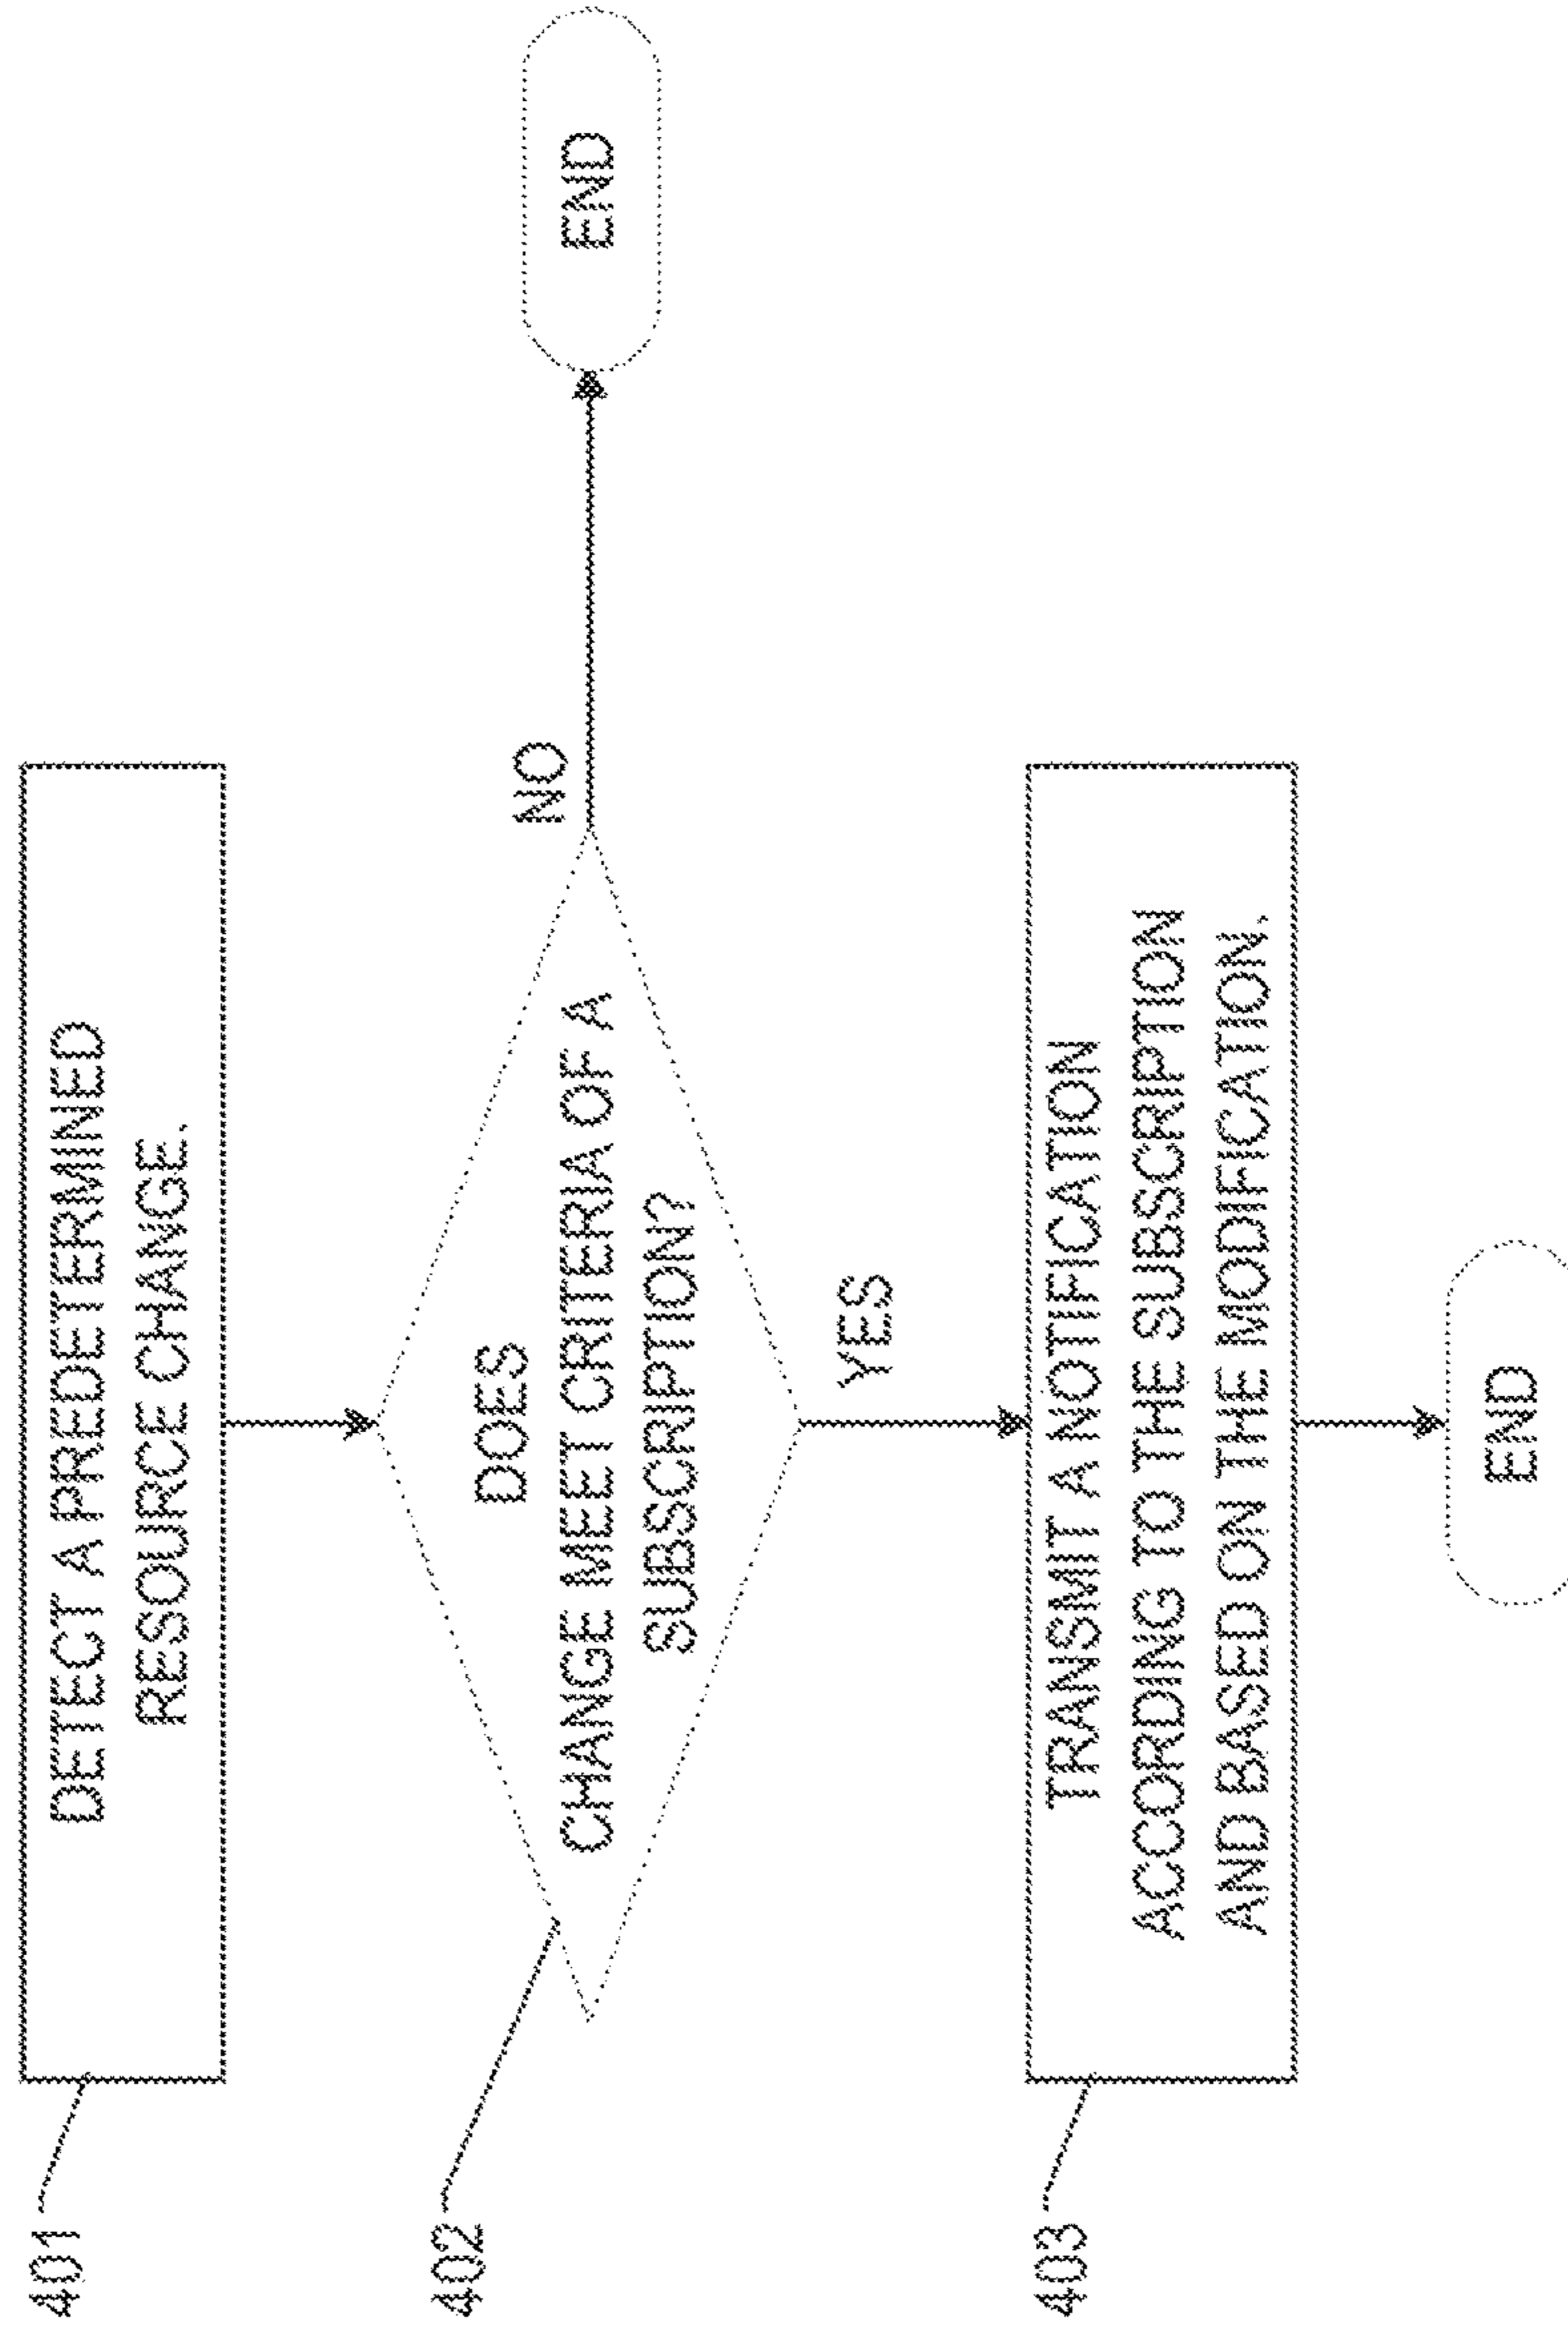 401
DETECT A PREDETERMINED
RESOURCE CHANGE.
402
DOES
CHANGE MEET CRITERIA OF A
SUBSCRIPTION?
NO
END
YES
403
TRANSMIT A NOTIFICATION
ACCORDING TO THE SUBSCRIPTION
AND BASED ON THE MODIFICATION.
END